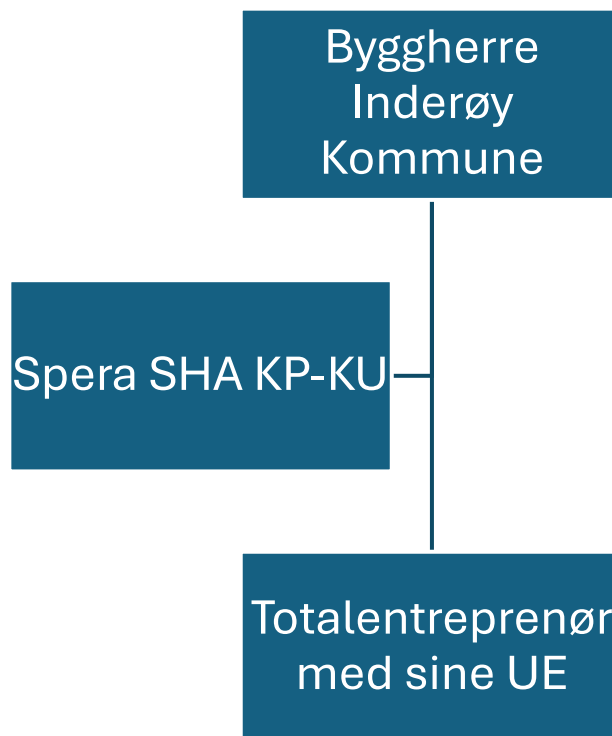 Byggherre
Inderøy
Kommune
Spera SHA KP-KU
Totalentreprenør
med sine UE